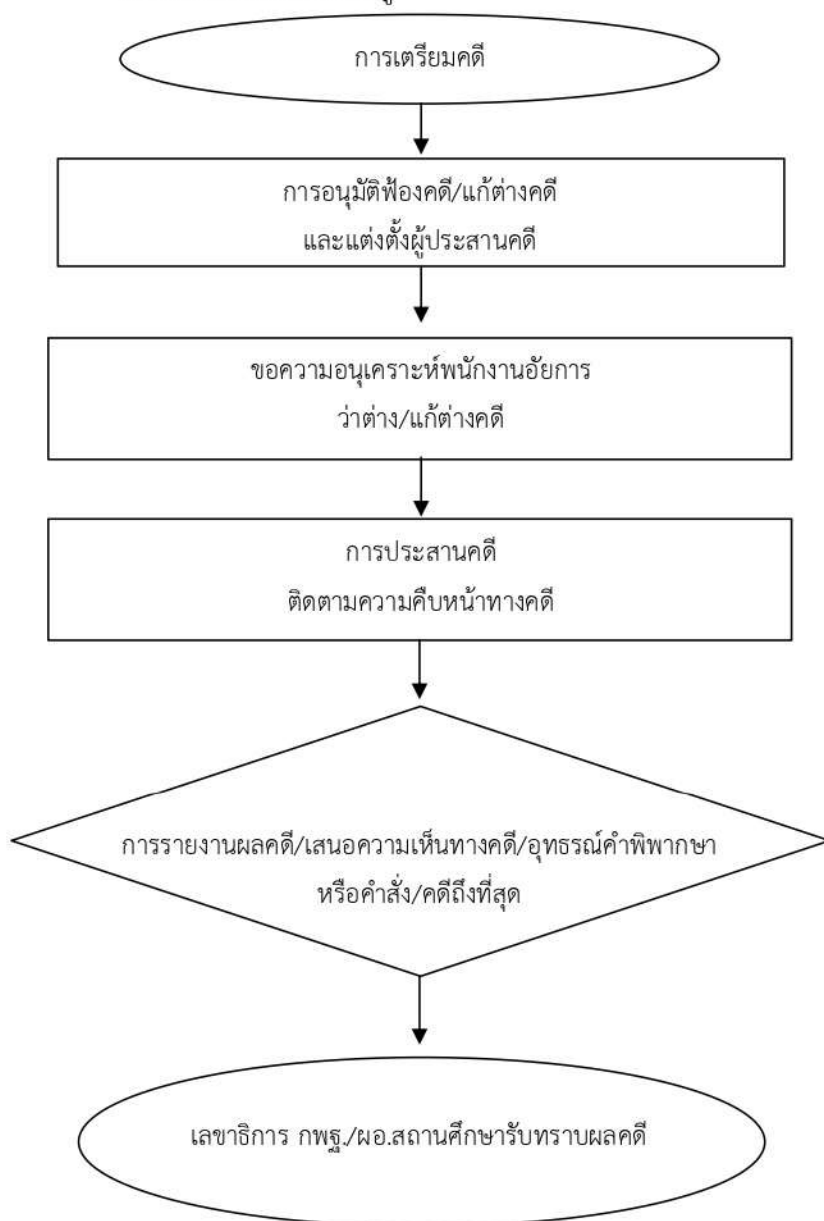 การเตรียมคดี
การอนุมัติฟ้องคดี/แก้ต่างคดี
และแต่งตั้งผู้ประสานคดี
ขอความอนุเคราะห์พนักงานอัยการ
ว่าต่าง/แก้ต่างคดี
การประสานคดี
ติดตามความคืบหน้าทางคดี
การรายงานผลคดี/เสนอความเห็นทางคดี/อุทธรณ์คำพิพากษา
หรือคำสั่ง/คดีถึงที่สุด
เลขาธิการ กพฐ./ผอ.สถานศึกษารับทราบผลคดี